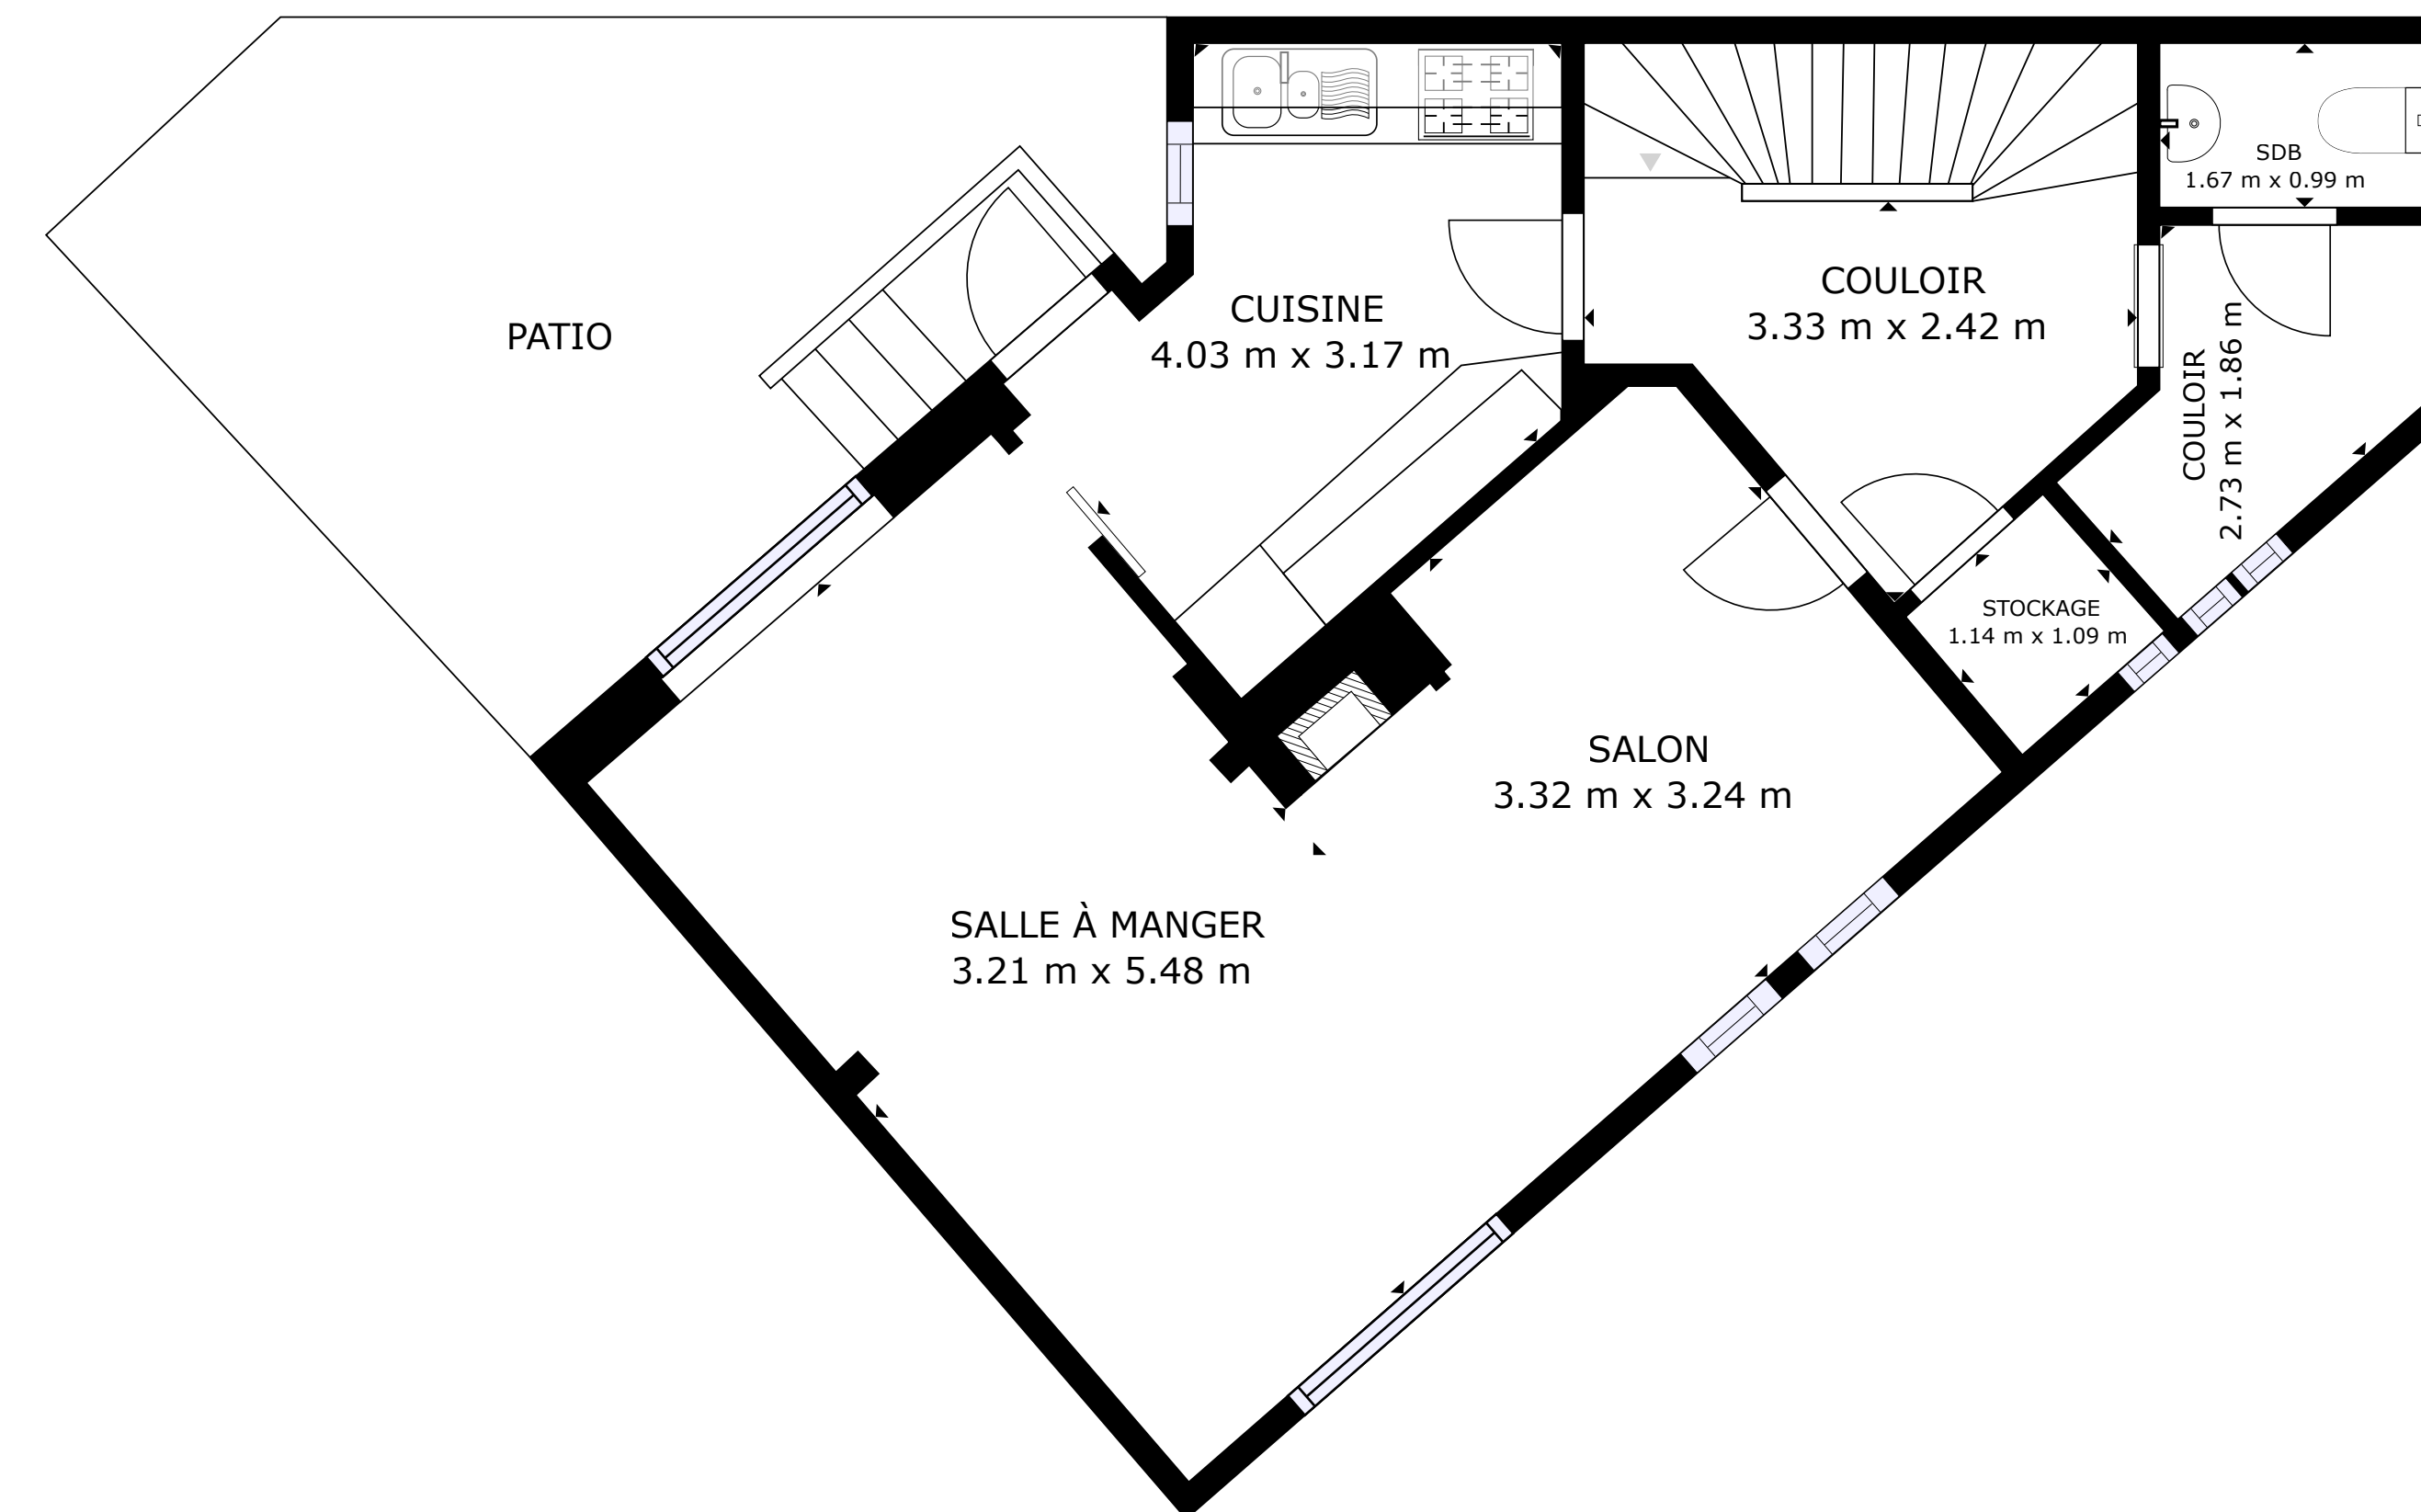 SDB
1.67 m x 0.99 m
COULOIR
3.33 m x 2.42 m
CUISINE
4.03 m x 3.17 m
PATIO
COULOIR
2.73 m x 1.86 m
STOCKAGE
1.14 m x 1.09 m
SALON
3.32 m x 3.24 m
SALLE À MANGER
3.21 m x 5.48 m